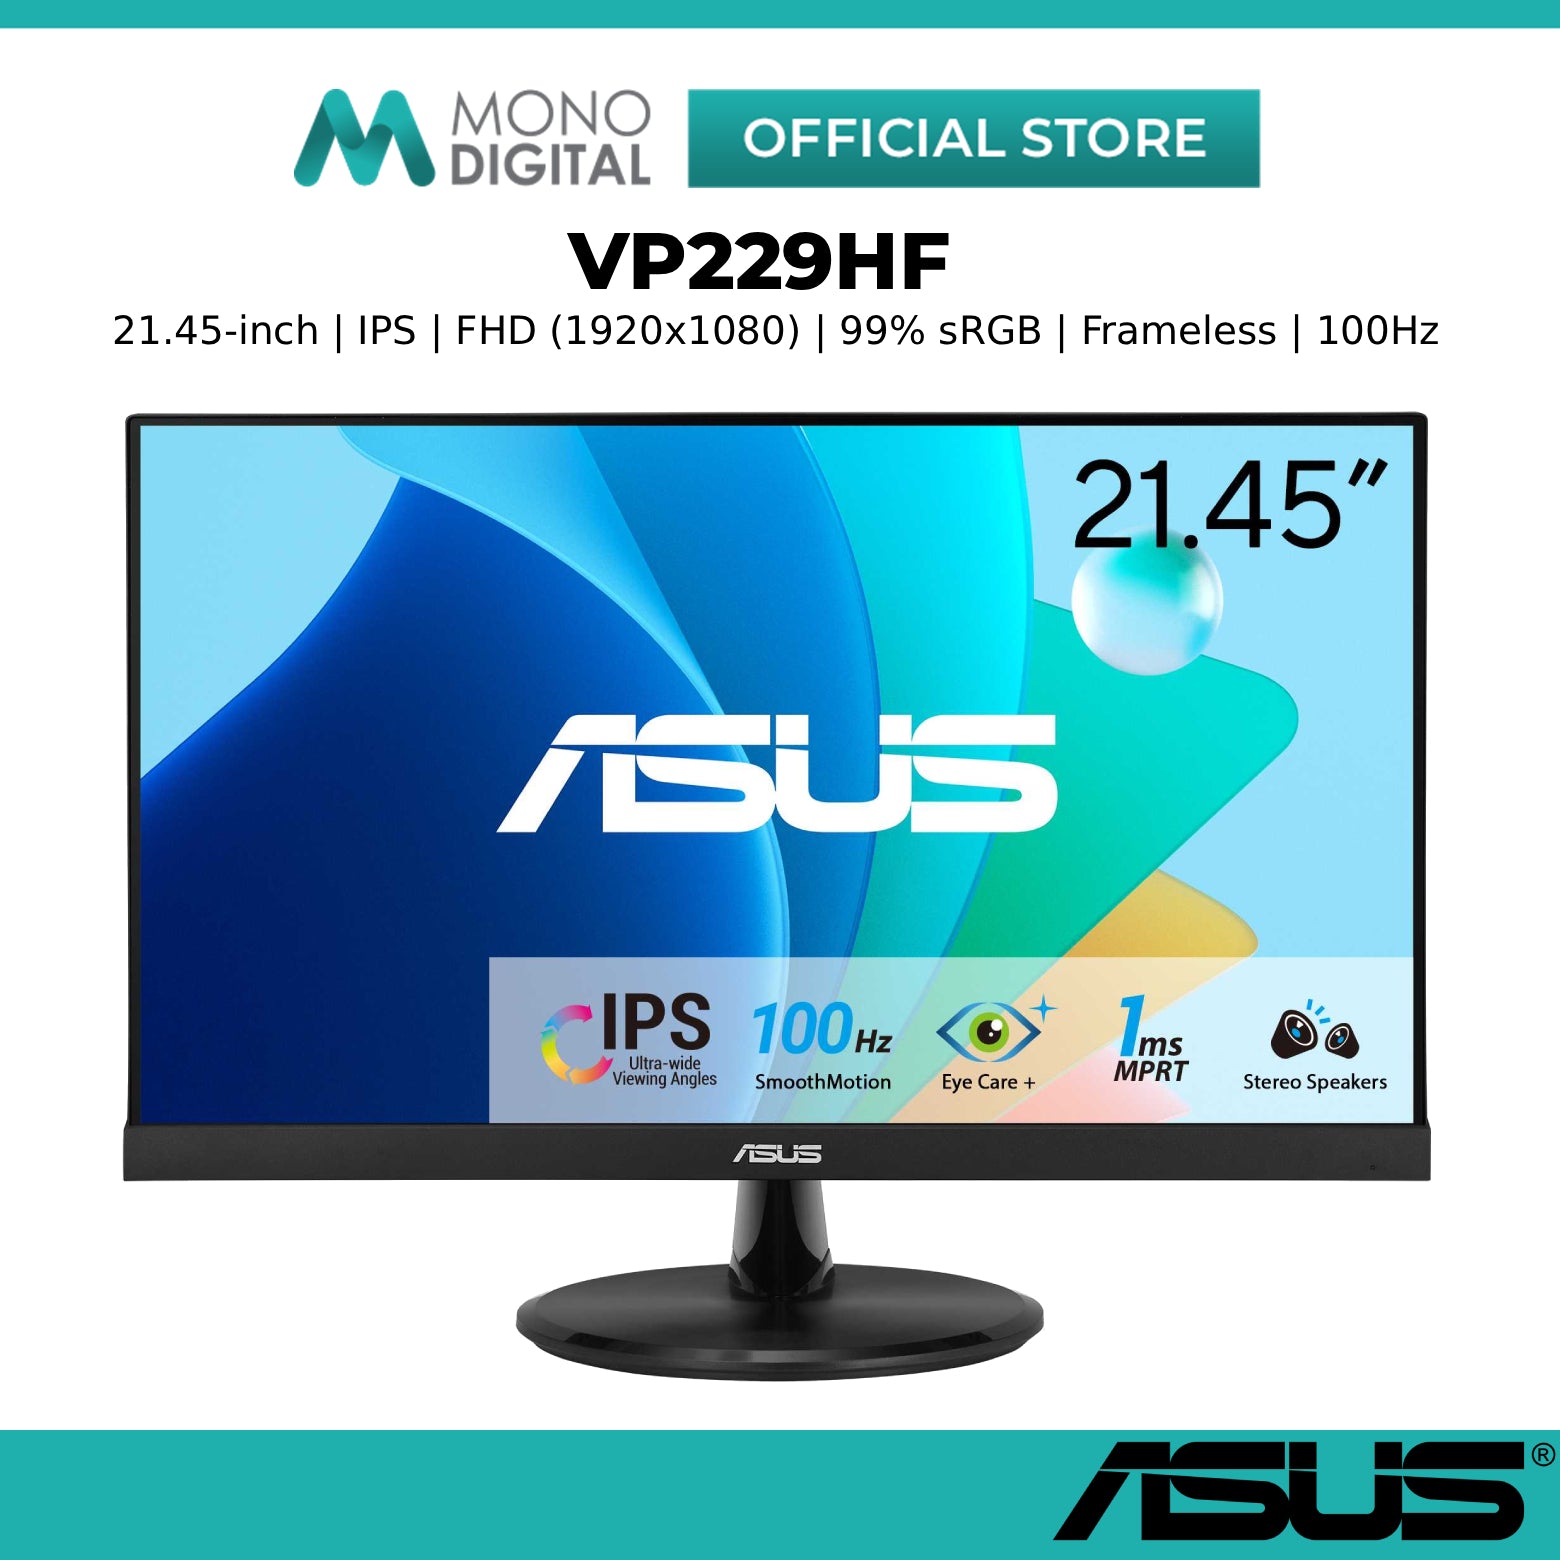 MONO
DIGITAL
OFFICIAL STORE
VP229HF
21.45-inch | IPS | FHD (1920x1080) | 99% sRGB | Frameless | 100Hz
21.45"
ASUS
IPS
Ultra-wide
Viewing Angles
100Hz
SmoothMotion
Eye Care +
1ms
MPRT
Stereo Speakers
ASUS
ASUS®